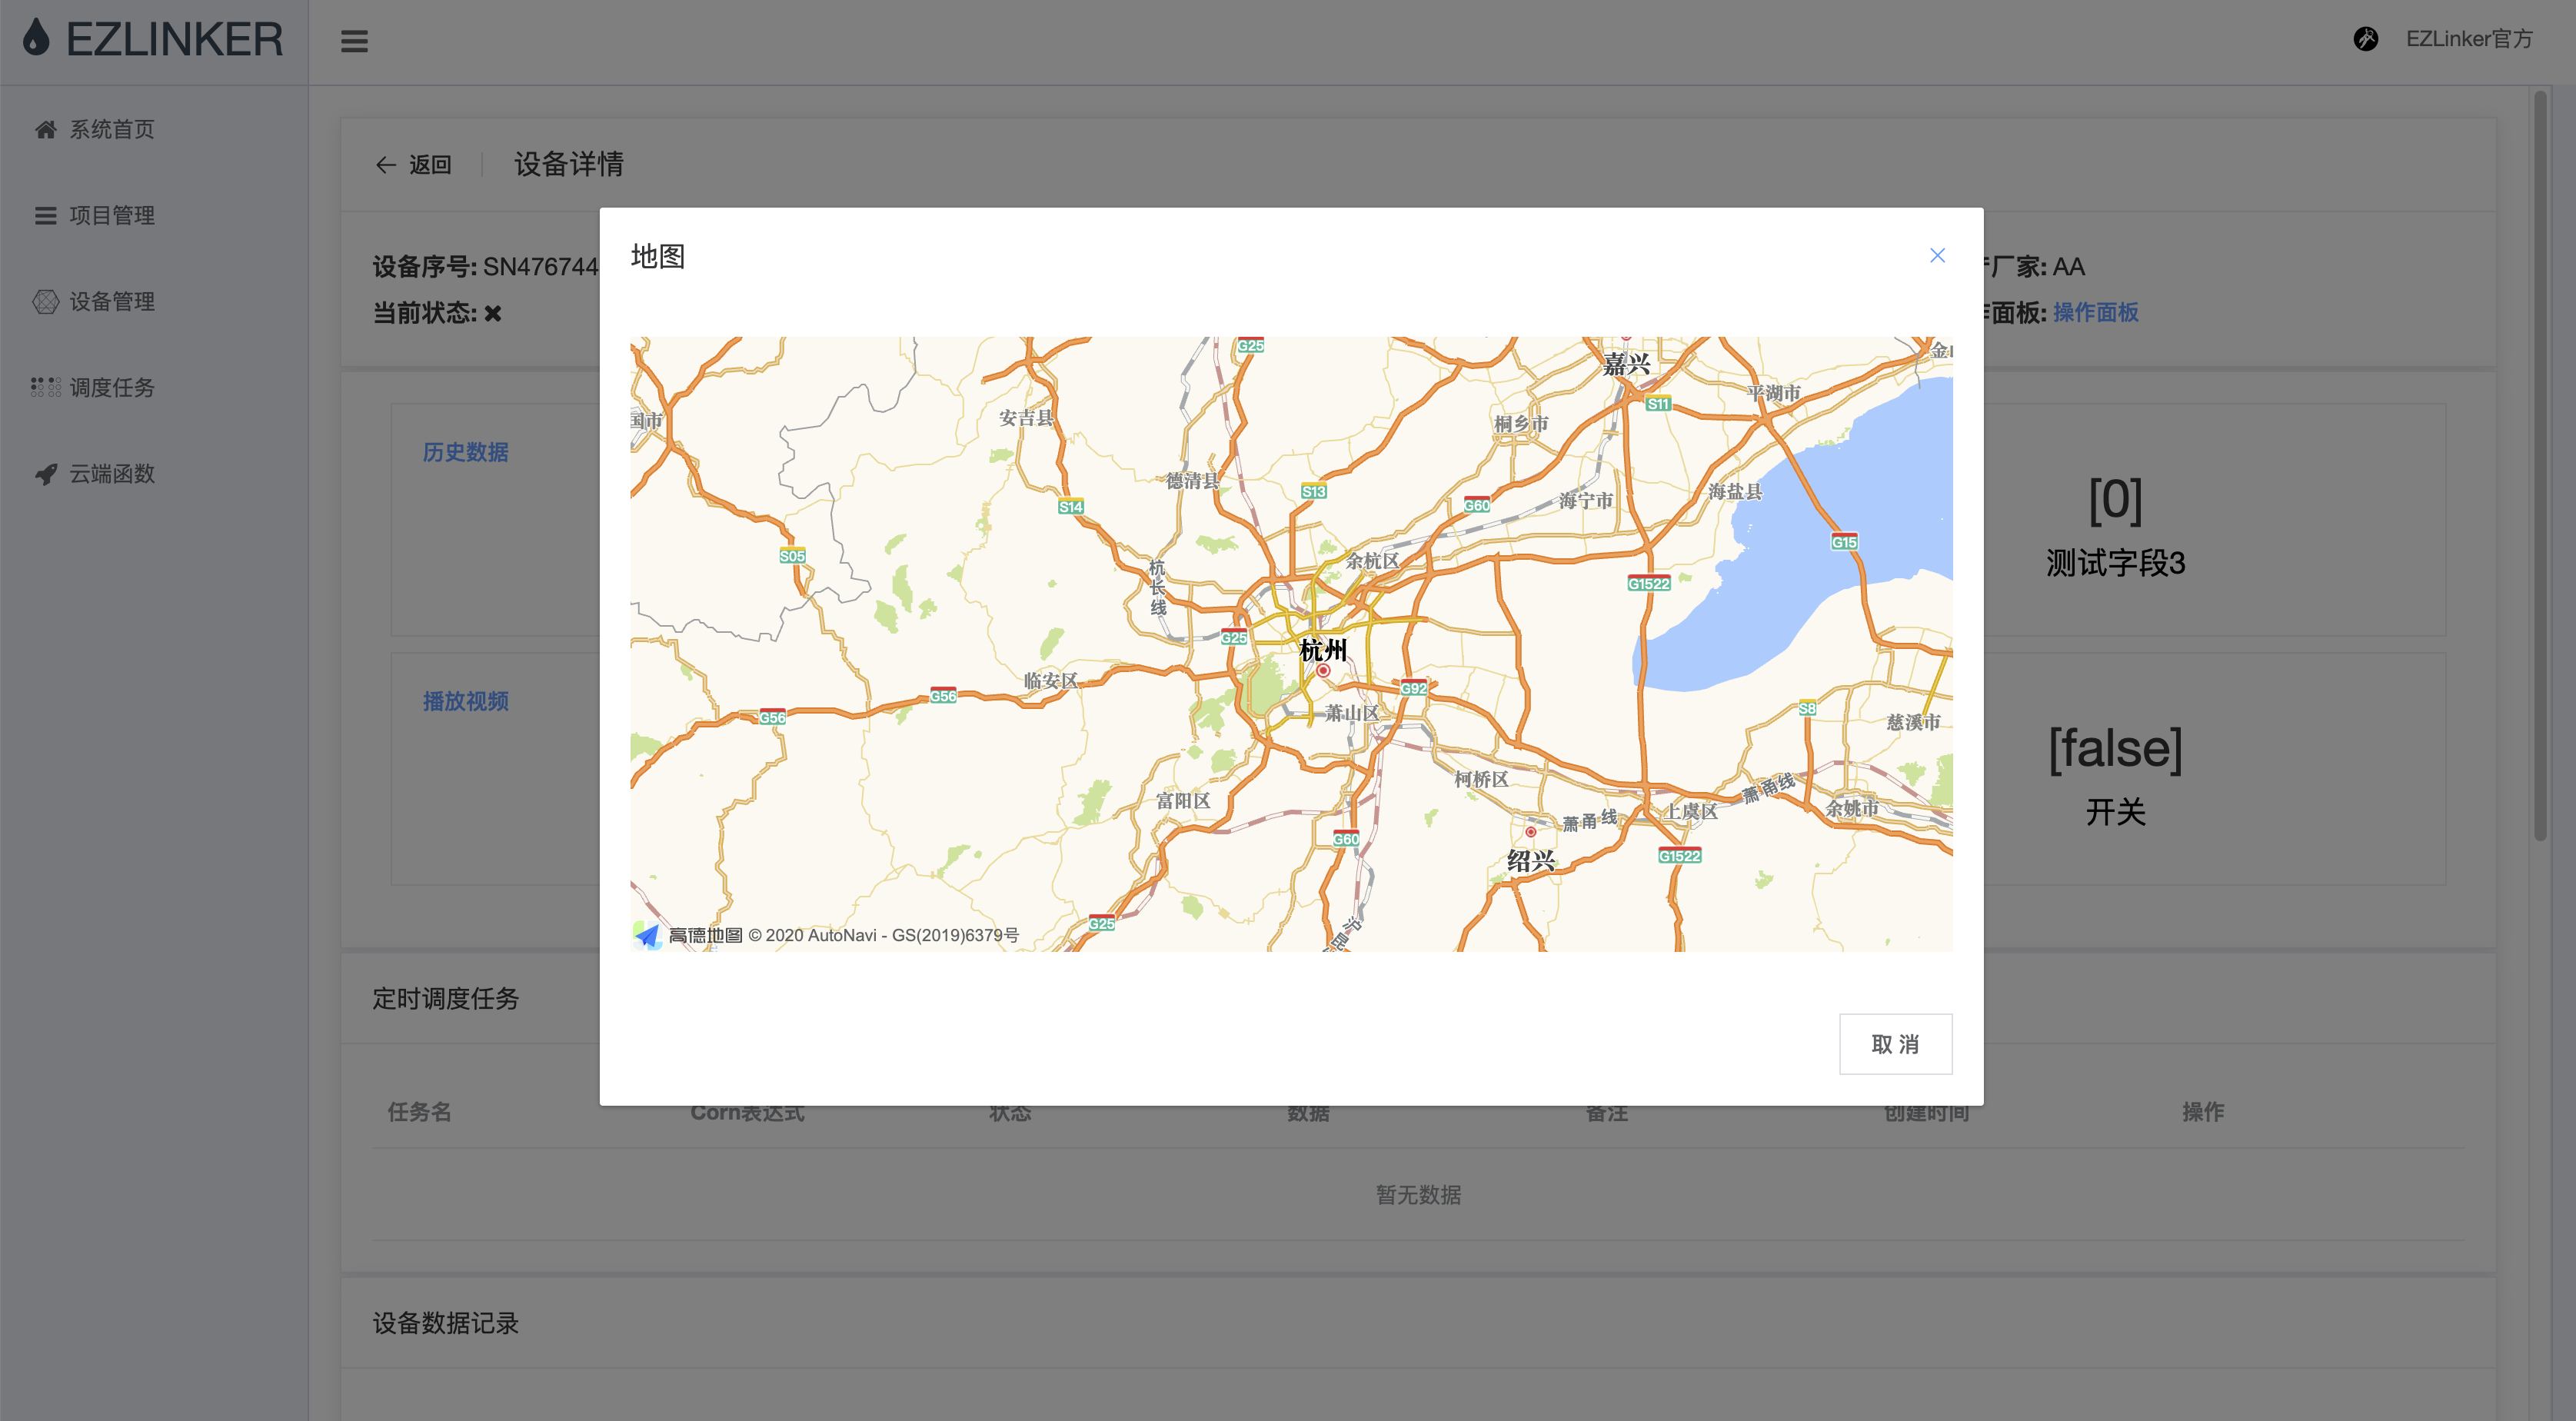 EZLINKER
EZLinker官方
系统首页
项目管理
设备管理
调度任务
云端函数
返回
设备详情
设备序号: SN476744
厂家: AA
当前状态:
面板: 操作面板
地图
历史数据
[0]
测试字段3
播放视频
[false]
开关
G25
嘉兴
平湖市
S11
安吉县
国市
桐乡市
德清县
S13
海宁市
海盐县
S14
G60
G15
S05
余杭区
杭长线
G1522
G25
杭州
临安区
G56
G92
G56
萧山区
S8
慈溪市
柯桥区
萧甬线
富阳区
上虞区
余姚市
萧甬线
G60
绍兴
G1522
G25
沪昆
高德地图 © 2020 AutoNavi - GS(2019)6379号
取 消
定时调度任务
任务名
Corn表达式
状态
数据
备注
创建时间
操作
暂无数据
设备数据记录